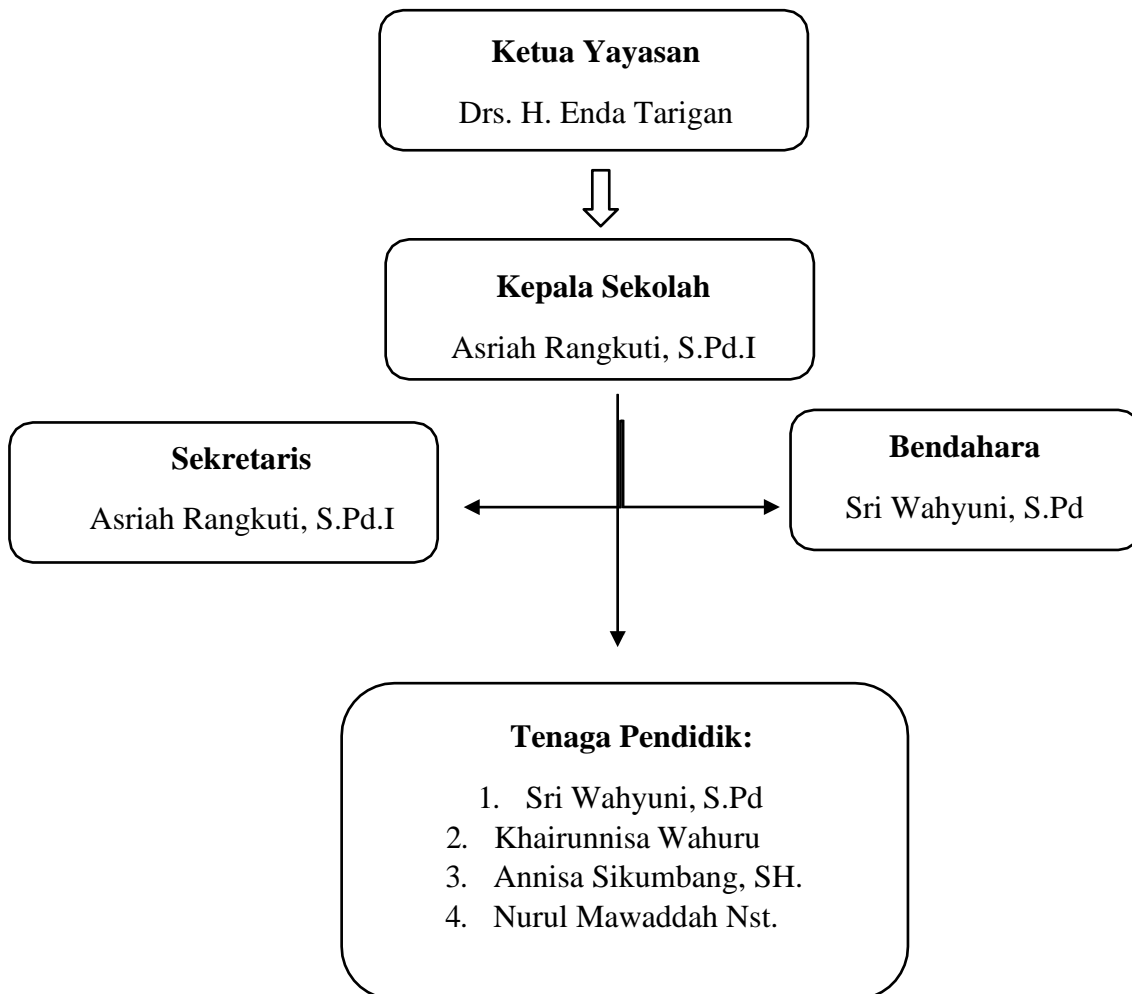 Ketua Yayasan
Drs. H. Enda Tarigan
Kepala Sekolah
Asriah Rangkuti, S.Pd.I
Sekretaris
Asriah Rangkuti, S.Pd.I
Bendahara
Sri Wahyuni, S.Pd
Tenaga Pendidik:
1. Sri Wahyuni, S.Pd
2. Khairunnisa Wahuru
3. Annisa Sikumbang, SH.
4. Nurul Mawaddah Nst.